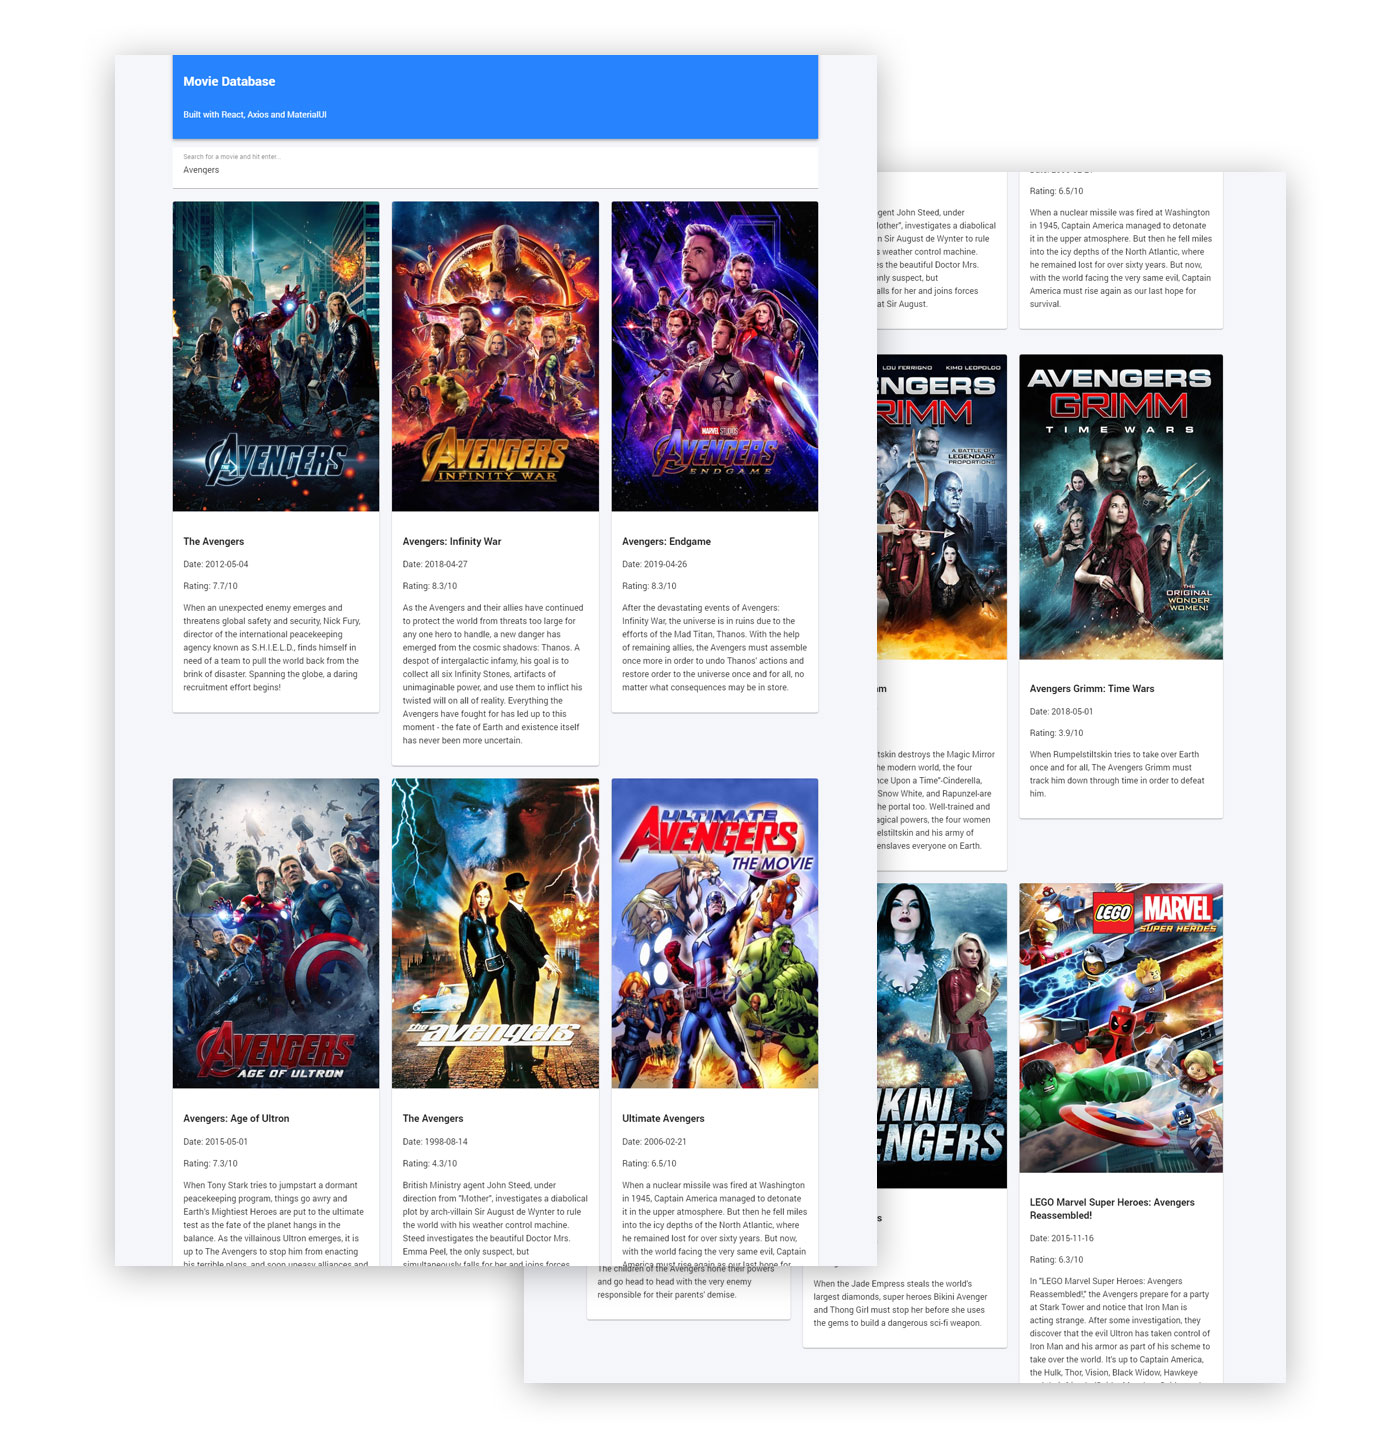 Movie Database
Built with React, Axios and MaterialUI
Search for a movie and hit enter...
Avengers
AVENGERS
AVENGERS
INFINITY WAR
MARVEL STUDIOS
AVENGERS
ENDGAME
The Avengers
Date: 2012-05-04
Rating: 7.7/10
When an unexpected enemy emerges and
threatens global safety and security, Nick Fury,
director of the international peacekeeping
agency known as S.H.I.E.L.D., finds himself in
need of a team to pull the world back from the
brink of disaster. Spanning the globe, a daring
recruitment effort begins!
Avengers: Infinity War
Date: 2018-04-27
Rating: 8.3/10
As the Avengers and their allies have continued
to protect the world from threats too large for
any one hero to handle, a new danger has
emerged from the cosmic shadows: Thanos. A
despot of intergalactic infamy, his goal is to
collect all six Infinity Stones, artifacts of
unimaginable power, and use them to inflict his
twisted will on all of reality. Everything the
Avengers have fought for has led up to this
moment - the fate of Earth and existence itself
has never been more uncertain.
Avengers: Endgame
Date: 2019-04-26
Rating: 8.3/10
After the devastating events of Avengers:
Infinity War, the universe is in ruins due to the
efforts of the Mad Titan, Thanos. With the help
of remaining allies, the Avengers must assemble
once more in order to undo Thanos' actions and
restore order to the universe once and for all, no
matter what consequences may be in store.
AVENGERS
AGE OF ULTRON
the avengers
ULTIMATE
AVENGERS
THE MOVIE
Avengers: Age of Ultron
Date: 2015-05-01
Rating: 7.3/10
When Tony Stark tries to jumpstart a dormant
peacekeeping program, things go awry and
Earth's Mightiest Heroes are put to the ultimate
test as the fate of the planet hangs in the
balance. As the villainous Ultron emerges, it is
up to The Avengers to stop him from enacting
his terrible plans, and soon uneasy alliances and
The Avengers
Date: 1998-08-14
Rating: 4.3/10
British Ministry agent John Steed, under
direction from "Mother", investigates a diabolical
plot by arch-villain Sir August de Wynter to rule
the world with his weather control machine.
Steed investigates the beautiful Doctor Mrs.
Emma Peel, the only suspect, but
simultaneously falls for her and joins forces
Ultimate Avengers
Date: 2006-02-21
Rating: 6.5/10
When a nuclear missile was fired at Washington
in 1945, Captain America managed to detonate
it in the upper atmosphere. But then he fell miles
into the icy depths of the North Atlantic, where
he remained lost for over sixty years. But now,
with the world facing the very same evil, Captain
America must rise again as our last hope for
gent John Steed, under
lother", investigates a diabolical
n Sir August de Wynter to rule
s weather control machine.
es the beautiful Doctor Mrs.
only suspect, but
alls for her and joins forces
at Sir August.
Rating: 6.5/10
When a nuclear missile was fired at Washington
in 1945, Captain America managed to detonate
it in the upper atmosphere. But then he fell miles
into the icy depths of the North Atlantic, where
he remained lost for over sixty years. But now,
with the world facing the very same evil, Captain
America must rise again as our last hope for
survival.
LOU FERRIGNO KIMO LEOPOLDO
ENGERS
RIMM
A BATTLE OF
LEGENDARY
PROPORTIONS
AVENGERS
GRIMM
TIME WARS
THE
ORIGINAL
WONDER
WOMEN!
m
tskin destroys the Magic Mirror
he modern world, the four
nce Upon a Time"-Cinderella,
Snow White, and Rapunzel-are
he portal too. Well-trained and
agical powers, the four women
elstiltskin and his army of
enslaves everyone on Earth.
Avengers Grimm: Time Wars
Date: 2018-05-01
Rating: 3.9/10
When Rumpelstiltskin tries to take over Earth
once and for all, The Avengers Grimm must
track him down through time in order to defeat
him.
KINI
ENGERS
LEGO MARVEL
SUPER HEROES
The children of the Avengers hone their powers
and go head to head with the very enemy
responsible for their parents' demise.
s
When the Jade Empress steals the world's
largest diamonds, super heroes Bikini Avenger
and Thong Girl must stop her before she uses
the gems to build a dangerous sci-fi weapon.
LEGO Marvel Super Heroes: Avengers
Reassembled!
Date: 2015-11-16
Rating: 6.3/10
In "LEGO Marvel Super Heroes: Avengers
Reassembled!," the Avengers prepare for a party
at Stark Tower and notice that Iron Man is
acting strange. After some investigation, they
discover that the evil Ultron has taken control of
Iron Man and his armor as part of his scheme to
take over the world. It's up to Captain America,
the Hulk, Thor, Vision, Black Widow, Hawkeye